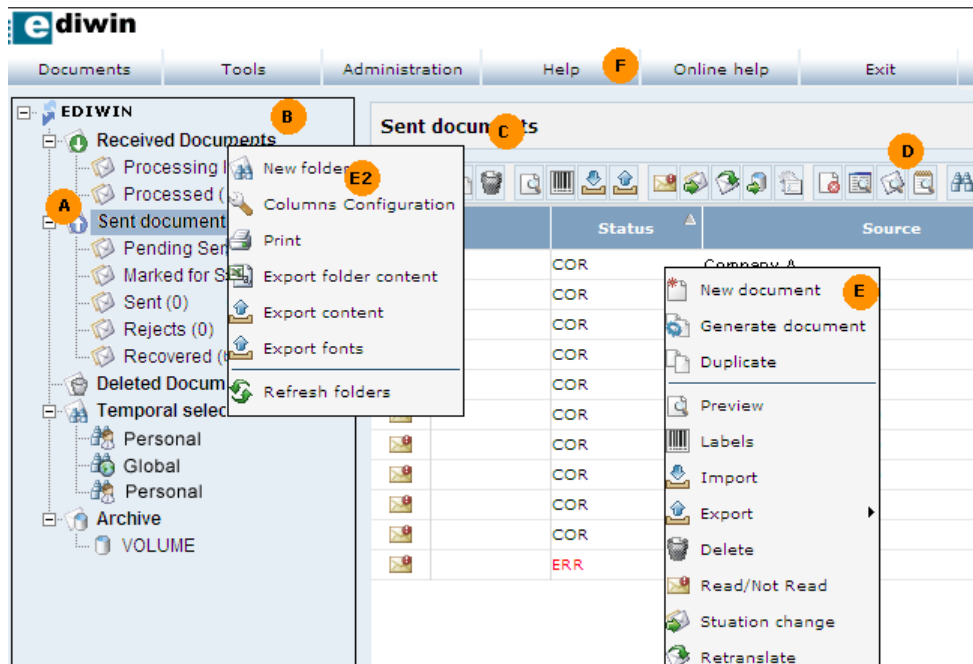 ediwin
Documents Tools Administration Help F Online help Exit
EDIWIN
B
Received Documents
Processing
Processed (
A
Sent document
Pending Sen
Marked for S
Sent (0)
Rejects (0)
Recovered (
Deleted Docum
Temporal selec
Personal
Global
Personal
Archive
VOLUME
New folder
E2
Columns Configuration
Print
Export folder content
Export content
Export fonts
Refresh folders
Sent documents
C
D
Status Source
COR Company A
COR
COR
COR
COR
COR
COR
COR
COR
COR
ERR
New document E
Generate document
Duplicate
Preview
Labels
Import
Export
Delete
Read/Not Read
Stuation change
Retranslate